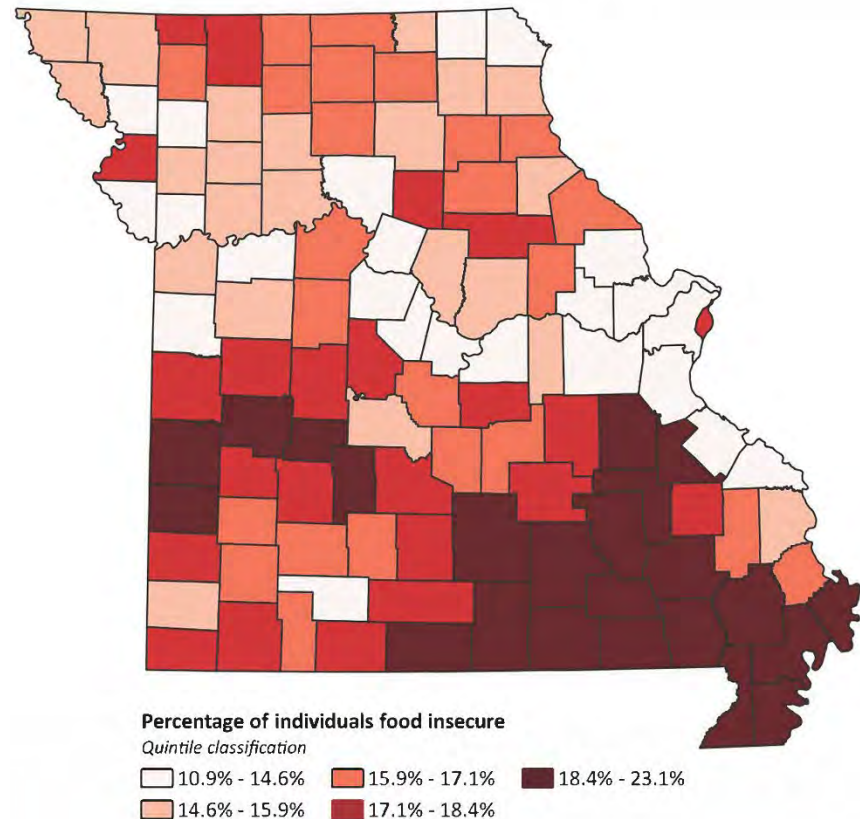 Percentage of individuals food insecure
Quintile classification
10.9% - 14.6% 15.9% - 17.1% 18.4% - 23.1%
14.6% - 15.9% 17.1% - 18.4%